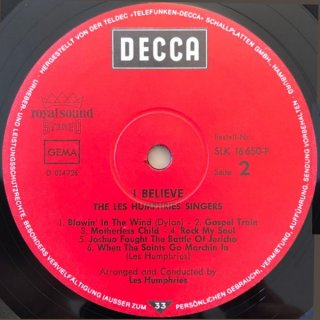 DECCA
HERGESTELLT VON DER TELDEC »TELEFUNKEN-DECCA« SCHALLPLATTEN GMBH, HAMBURG
royalsound
stereo
GEMA
D 014726
Bestell-Nr.
SLK 16 650-P
Seite 2
I BELIEVE
THE LES HUMPHRIES SINGERS
1. Blowin' In The Wind (Dylan) - 2. Gospel Train
3. Motherless Child - 4. Rock My Soul
5. Joshua Fought The Battle Of Jericho
6. When The Saints Go Marchin In
(Les Humphries)
Arranged and Conducted by
Les Humphries
URHEBER- UND LEISTUNGSSCHUTZRECHTE, BESONDERS VERVIELFÄLTIGUNG (AUSSER ZUM
PERSÖNLICHEN GEBRAUCH), VERMIETUNG, AUFFÜHRUNG, SENDUNG
33